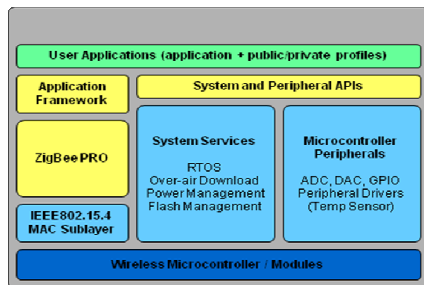 User Applications (application + public/private profiles)
Application
Framework
System and Peripheral APIs
ZigBee PRO
System Services
RTOS
Over-air Download
Power Management
Flash Management
Microcontroller
Peripherals
ADC, DAC, GPIO
Peripheral Drivers
(Temp Sensor)
IEEE802.15.4
MAC Sublayer
Wireless Microcontroller / Modules